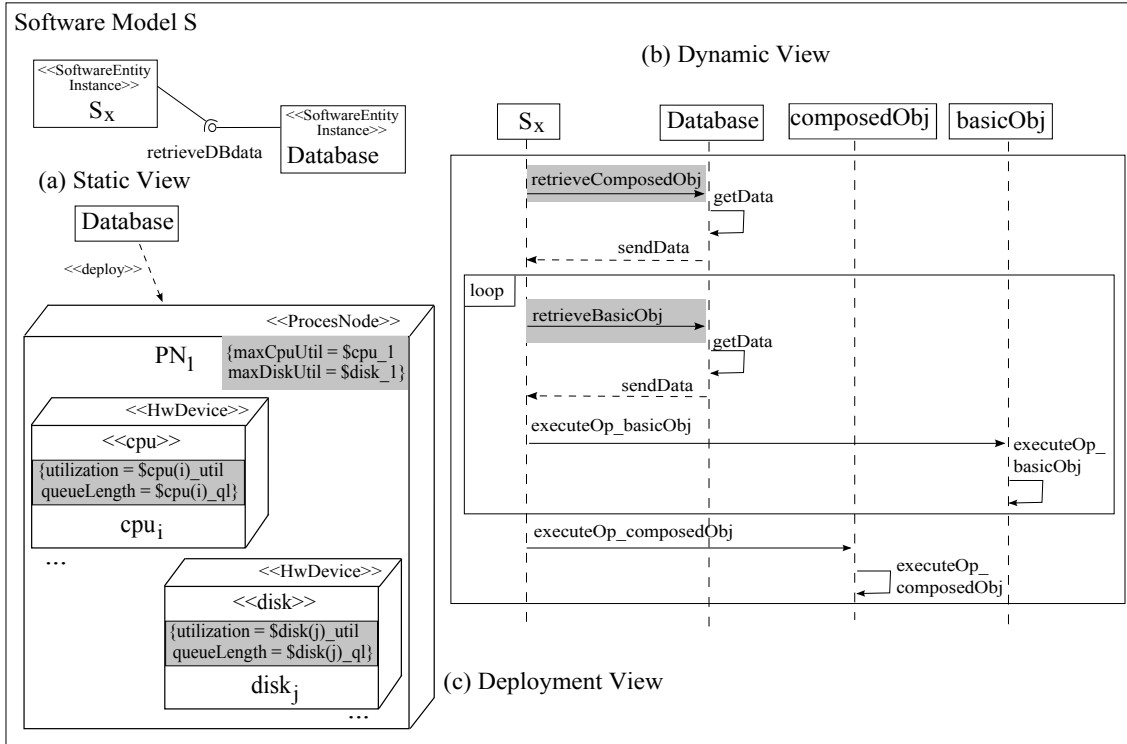 Software Model S
<<SoftwareEntity
Instance>>
Sx
<<SoftwareEntity
Instance>>
Database
retrieveDBdata
(a) Static View
Database
<<deploy>>
<<ProcesNode>>
PN1
{maxCpuUtil = $cpu_1
maxDiskUtil = $disk_1}
<<HwDevice>>
<<cpu>>
{utilization = $cpu(i)_util
queueLength = $cpu(i)_ql}
cpui
...
<<HwDevice>>
<<disk>>
{utilization = $disk(j)_util
queueLength = $disk(j)_ql}
diskj
...
(c) Deployment View
(b) Dynamic View
Sx
Database
composedObj
basicObj
retrieveComposedObj
getData
sendData
loop
retrieveBasicObj
getData
sendData
executeOp_basicObj
executeOp_
basicObj
executeOp_composedObj
executeOp_
composedObj